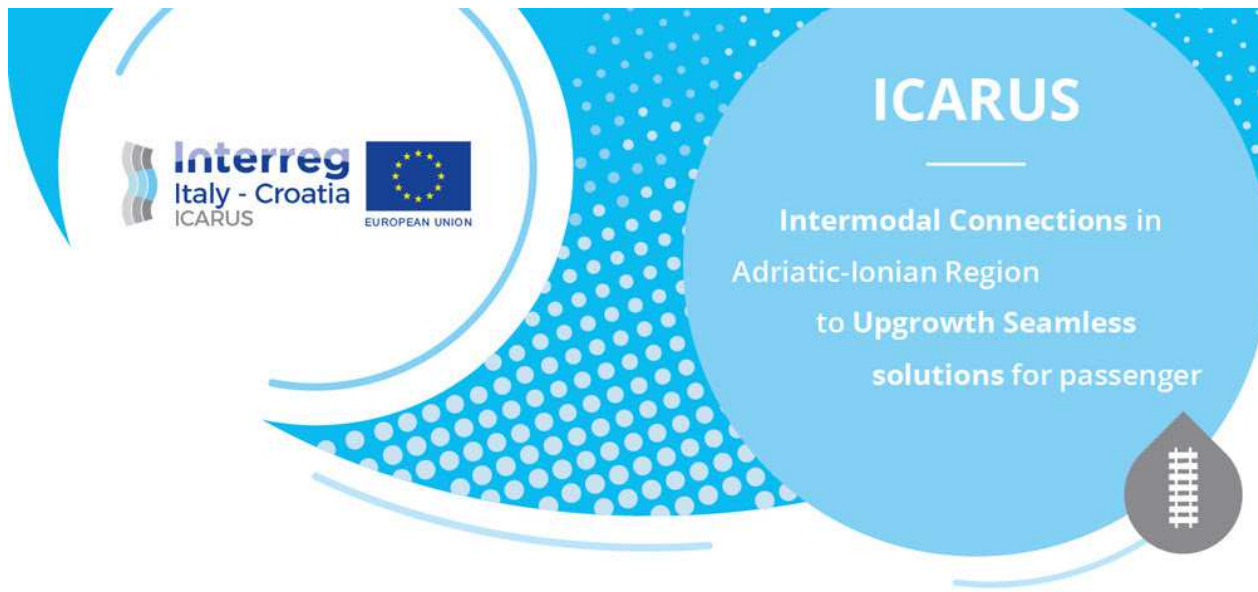 Interreg
Italy - Croatia
ICARUS
EUROPEAN UNION
ICARUS
Intermodal Connections in
Adriatic-Ionian Region
to Upgrowth Seamless
solutions for passenger